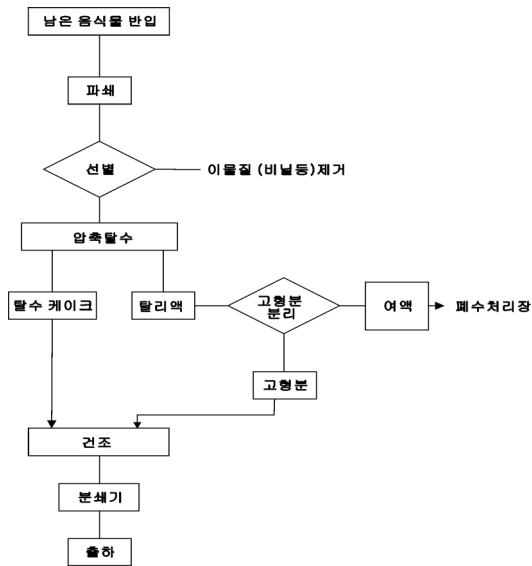 남은 음식물 반입
파쇄
선별
이물질 (비닐등)제거
압축탈수
탈수 케이크
탈리액
고형분
분리
여액
폐수처리장
고형분
건조
분쇄기
출하